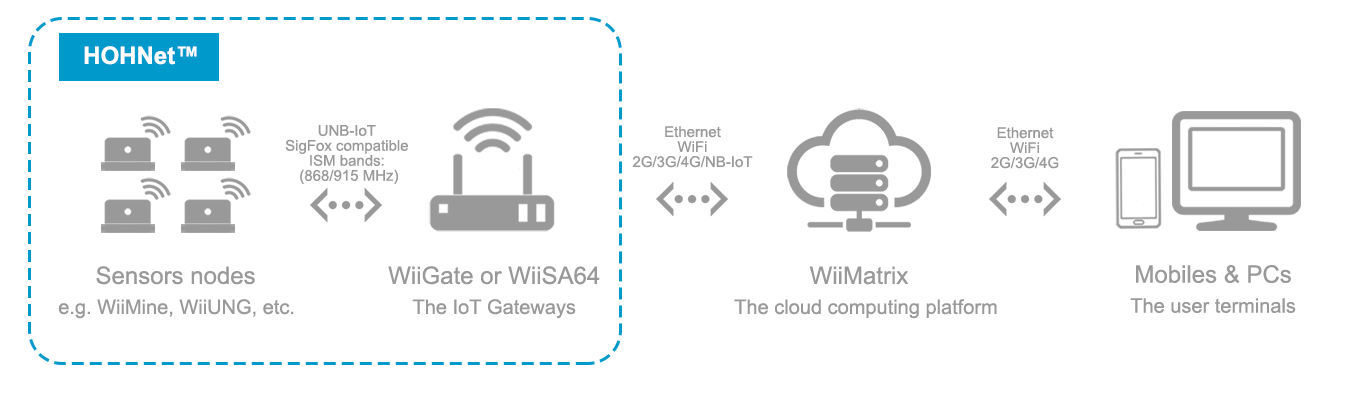 HOHNet™
UNB-IoT
SigFox compatible
ISM bands:
(868/915 MHz)
Ethernet
WiFi
2G/3G/4G/NB-IoT
Ethernet
WiFi
2G/3G/4G
Sensors nodes
e.g. WiiMine, WiiUNG, etc.
WiiGate or WiiSA64
The IoT Gateways
WiiMatrix
The cloud computing platform
Mobiles & PCs
The user terminals